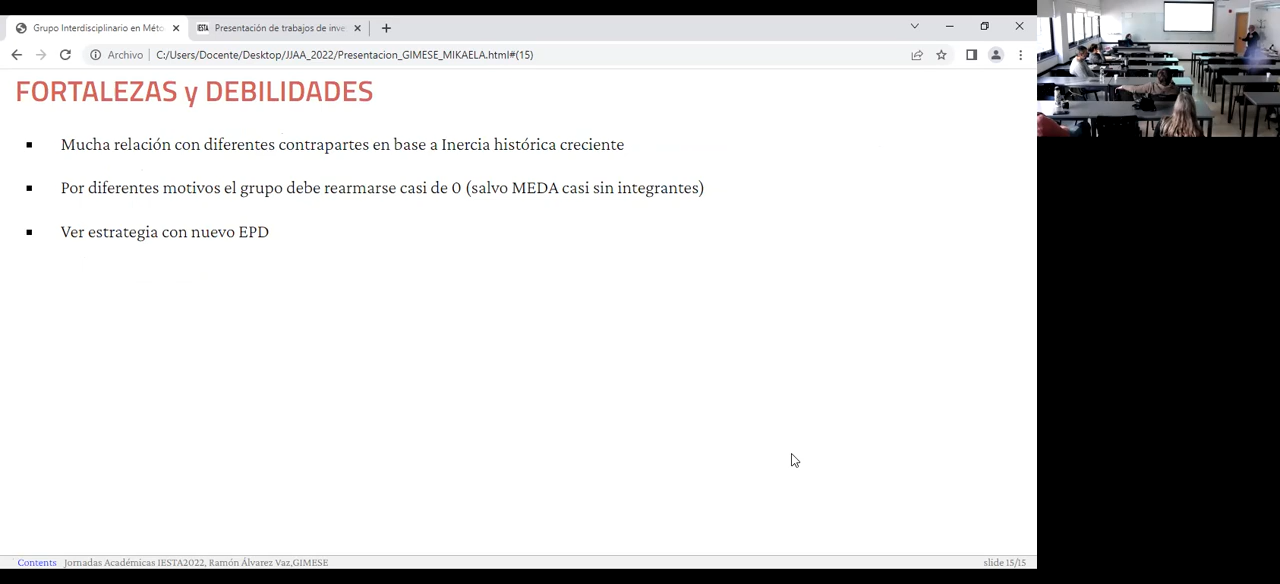 Grupo Interdisciplinario en Méto
IESTA Presentación de trabajos de inve
Archivo C:/Users/Docente/Desktop/JJAA_2022/Presentacion_GIMESE_MIKAELA.html#(15)
FORTALEZAS y DEBILIDADES
Mucha relación con diferentes contrapartes en base a Inercia histórica creciente
Por diferentes motivos el grupo debe rearmarse casi de 0 (salvo MEDA casi sin integrantes)
Ver estrategia con nuevo EPD
Contents Jornadas Académicas IESTA2022, Ramón Álvarez Vaz,GIMESE slide 15/15